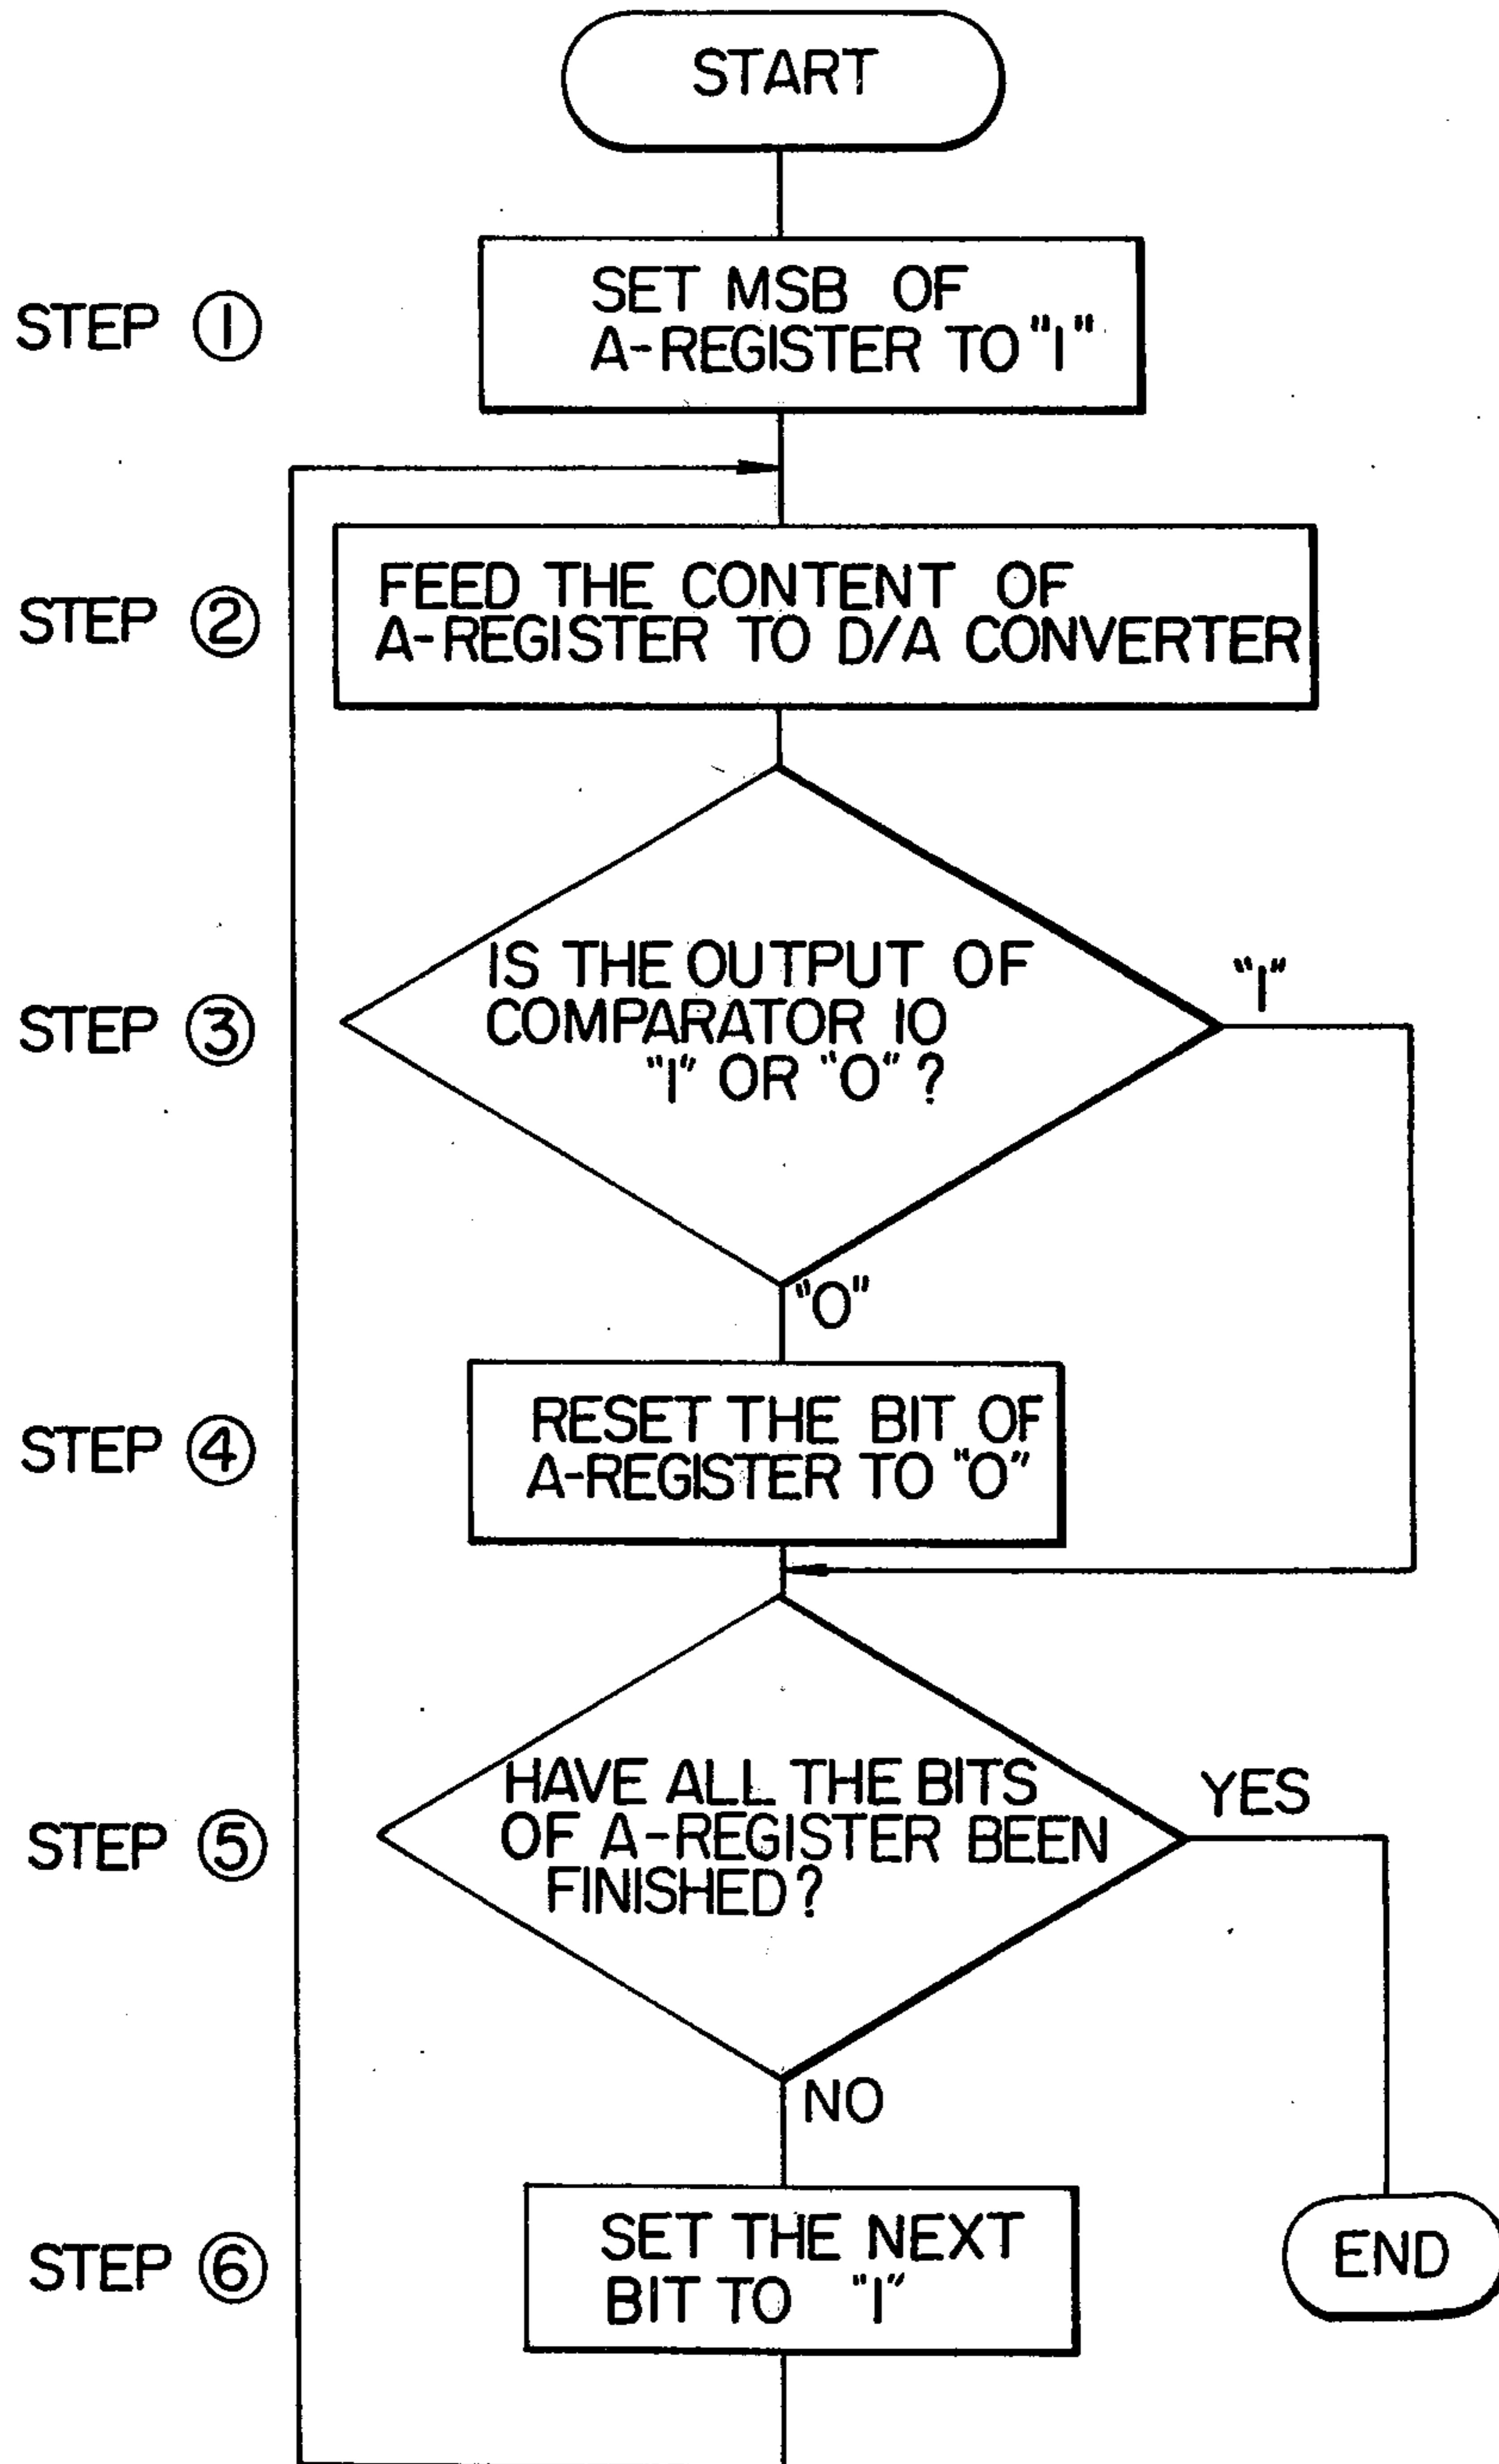 START
STEP ①
SET MSB OF
A-REGISTER TO "1"
STEP ②
FEED THE CONTENT OF
A-REGISTER TO D/A CONVERTER
STEP ③
IS THE OUTPUT OF
COMPARATOR 10
"1" OR "0" ?
"1"
"0"
STEP ④
RESET THE BIT OF
A-REGISTER TO "0"
STEP ⑤
HAVE ALL THE BITS
OF A-REGISTER BEEN
FINISHED?
YES
NO
STEP ⑥
SET THE NEXT
BIT TO "1"
END